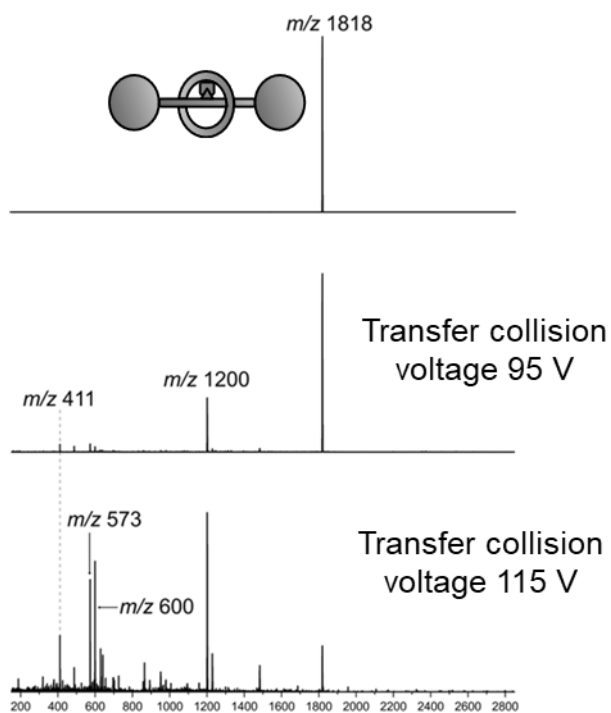 m/z 1818
Transfer collision
voltage 95 V
m/z 1200
m/z 411
m/z 573
Transfer collision
voltage 115 V
m/z 600
200 400 600 800 1000 1200 1400 1600 1800 2000 2200 2400 2600 2800